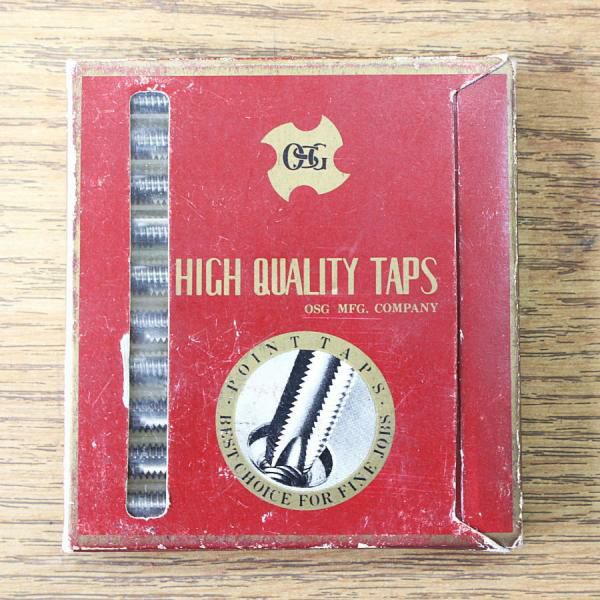 OSG
HIGH QUALITY TAPS
OSG MFG. COMPANY
· POINT TAPS ·
BEST CHOICE FOR FINE JOBS